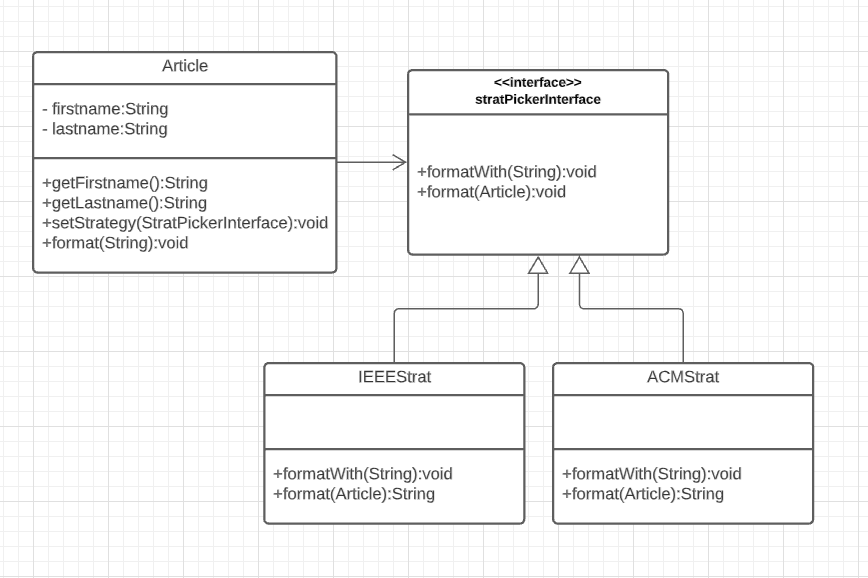 Article
- firstname:String
- lastname:String
+getFirstname():String
+getLastname():String
+setStrategy(StratPickerInterface):void
+format(String):void
<<interface>>
stratPickerInterface
+formatWith(String):void
+format(Article):void
IEEEStrat
+formatWith(String):void
+format(Article):String
ACMStrat
+formatWith(String):void
+format(Article):String